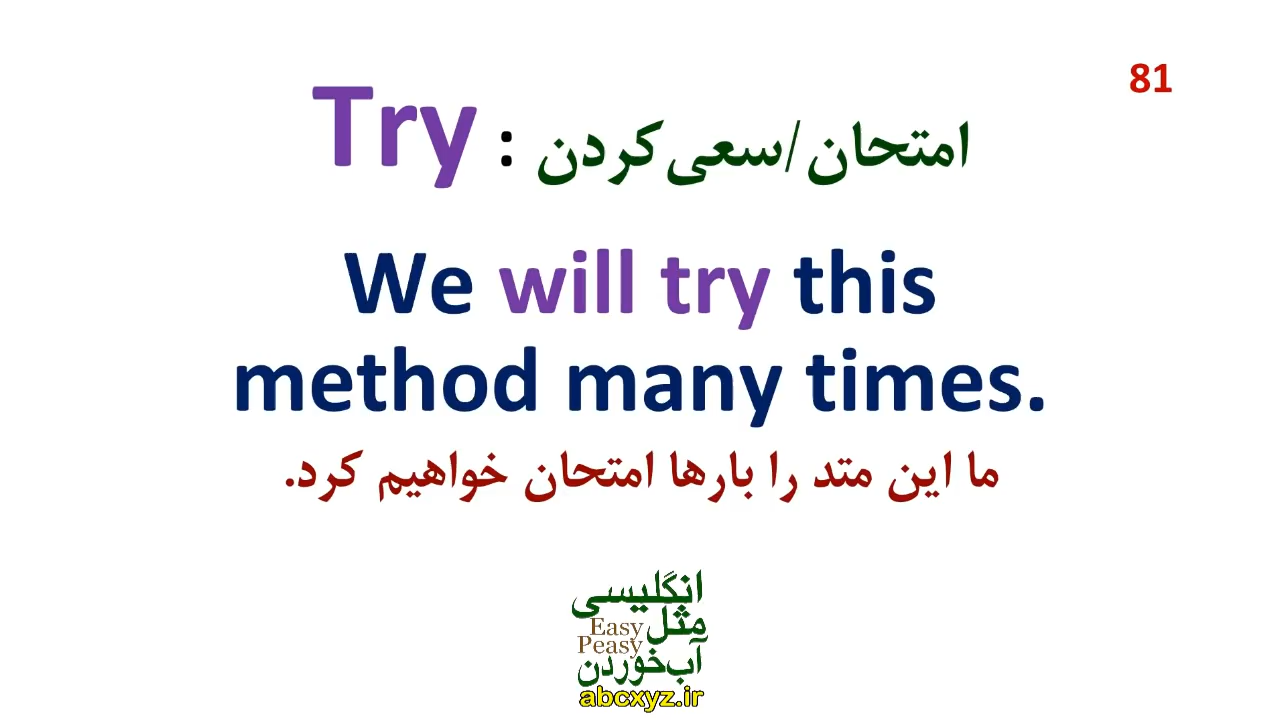 81
Try : امتحان/سعی‌کردن
We will try this
method many times.
ما این متد را بارها امتحان خواهیم کرد.
انگلیسی
مثل Easy
Peasy
آب‌خوردن
abcxyz.ir